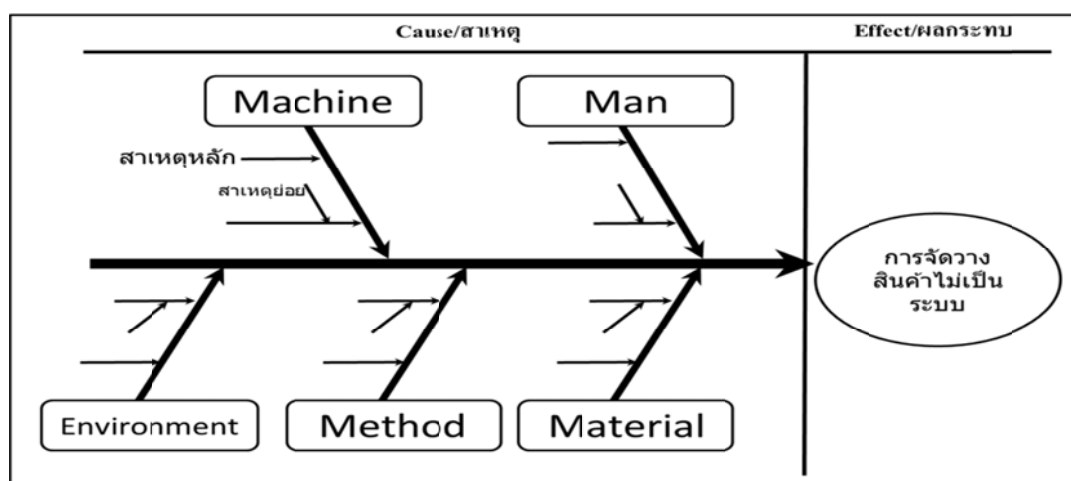 Cause/สาเหตุ
Effect/ผลกระทบ
Machine
Man
สาเหตุหลัก
สาเหตุย่อย
การจัดวาง
สินค้าไม่เป็น
ระบบ
Environment
Method
Material